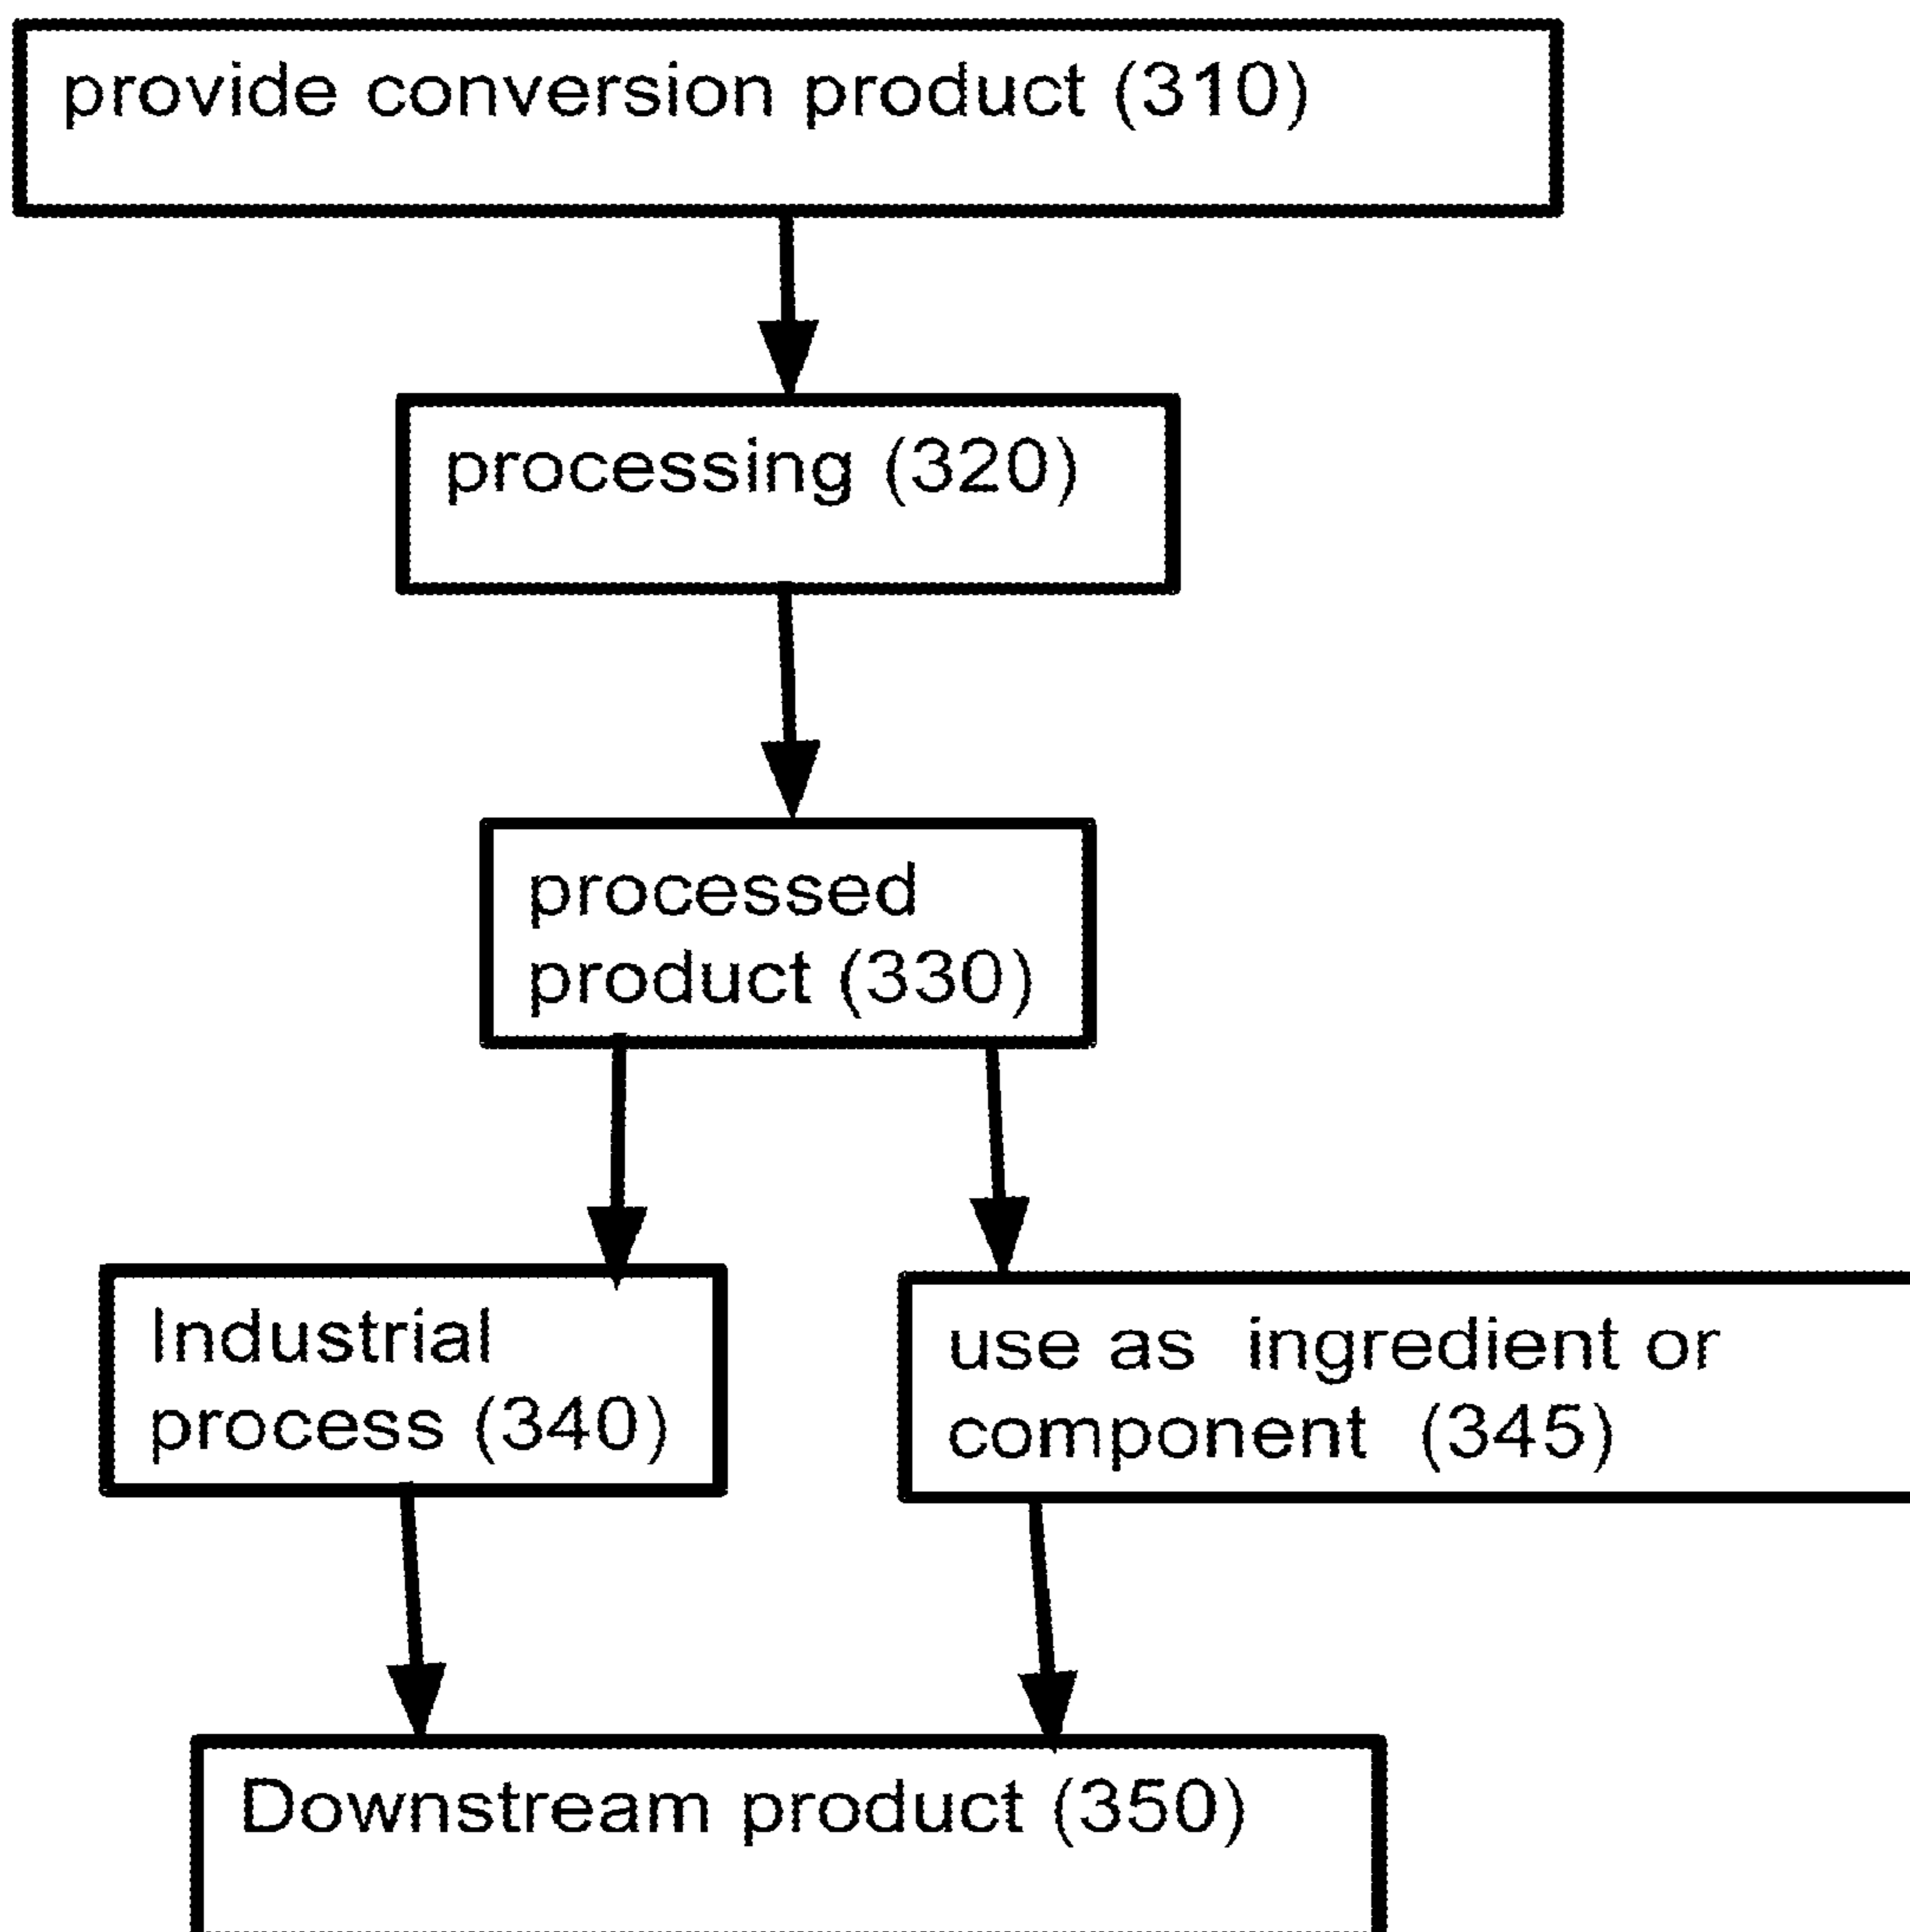 provide conversion product (310)
processing (320)
processed
product (330)
Industrial
process (340)
use as ingredient or
component (345)
Downstream product (350)